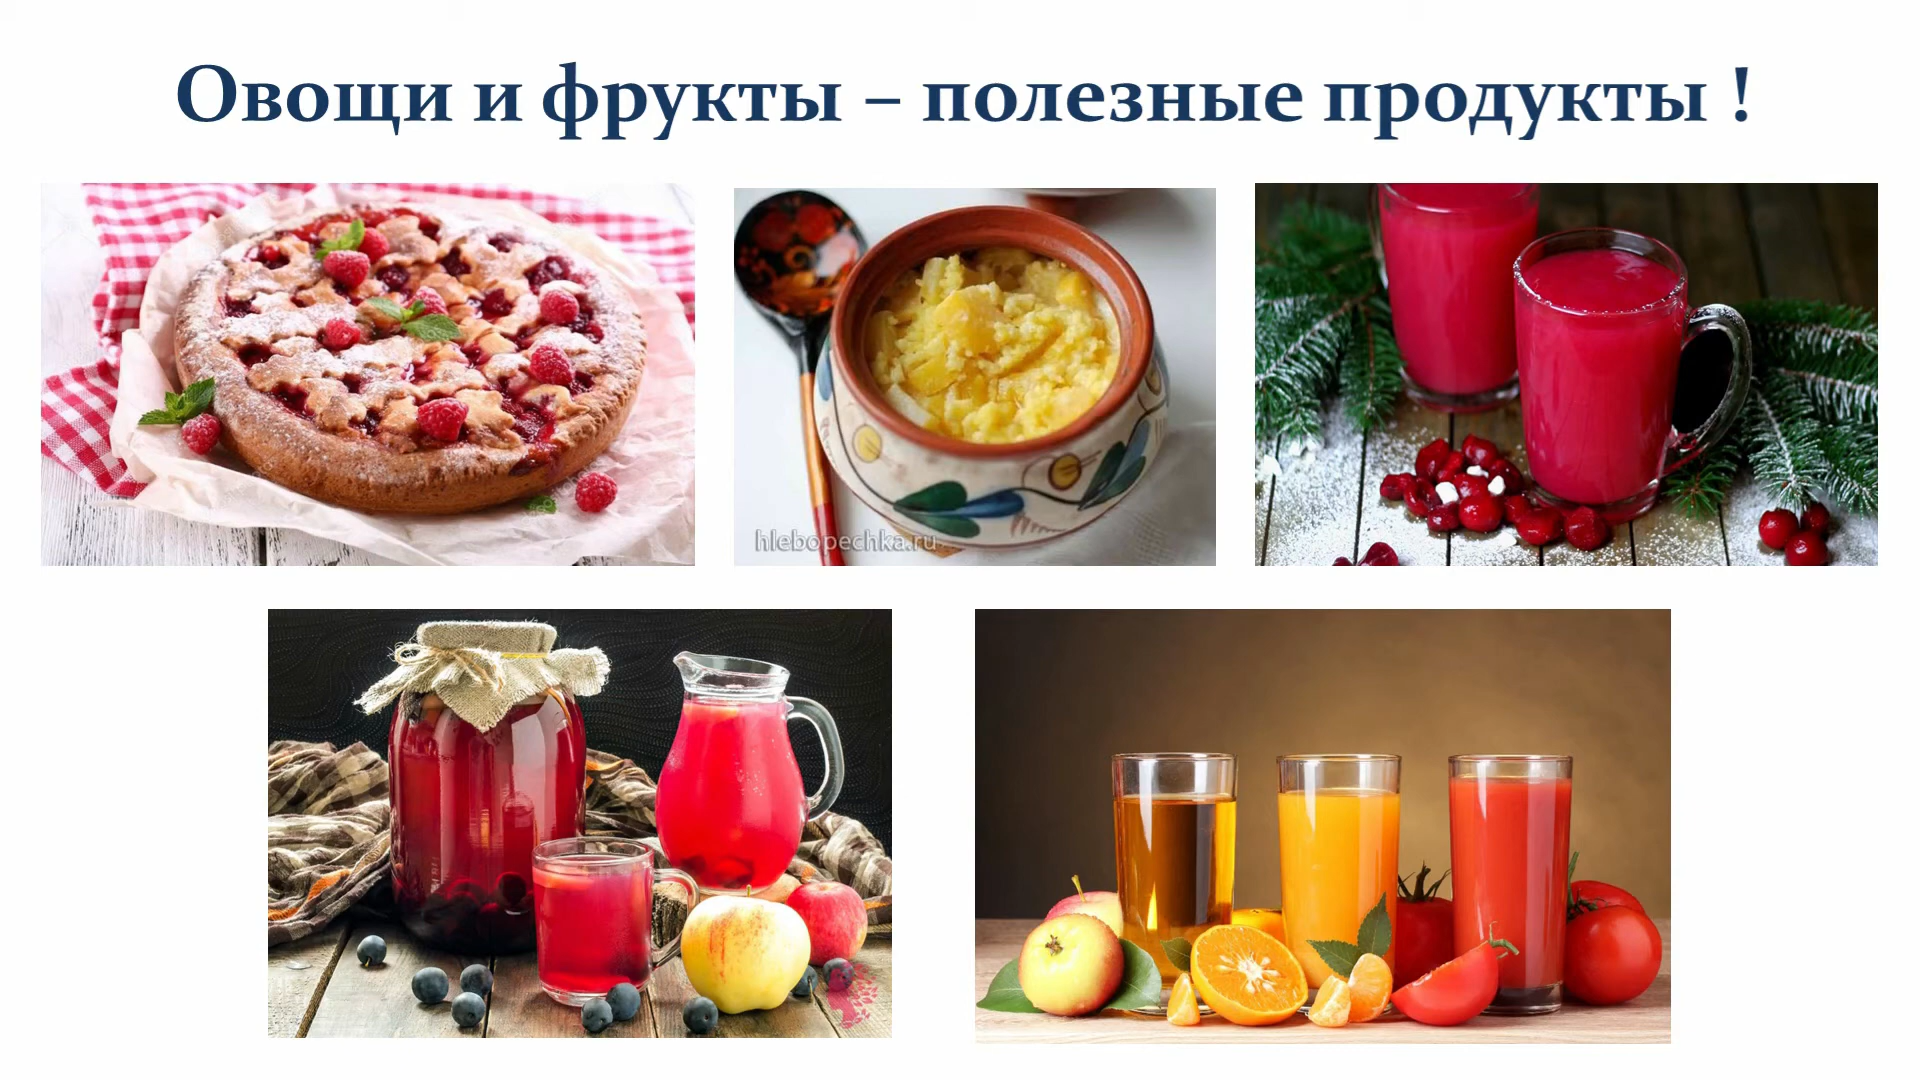 Овощи и фрукты – полезные продукты !
hlebopechka.ru